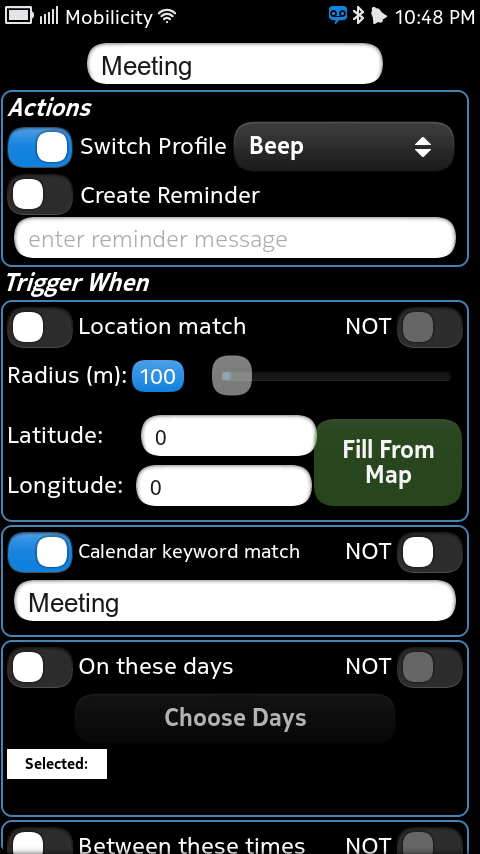 Mobilicity 10:48 PM
Meeting
Actions
Switch Profile Beep
Create Reminder
enter reminder message
Trigger When
Location match NOT
Radius (m): 100
Latitude: 0
Fill From
Map
Longitude: 0
Calendar keyword match NOT
Meeting
On these days NOT
Choose Days
Selected:
Between these times NOT